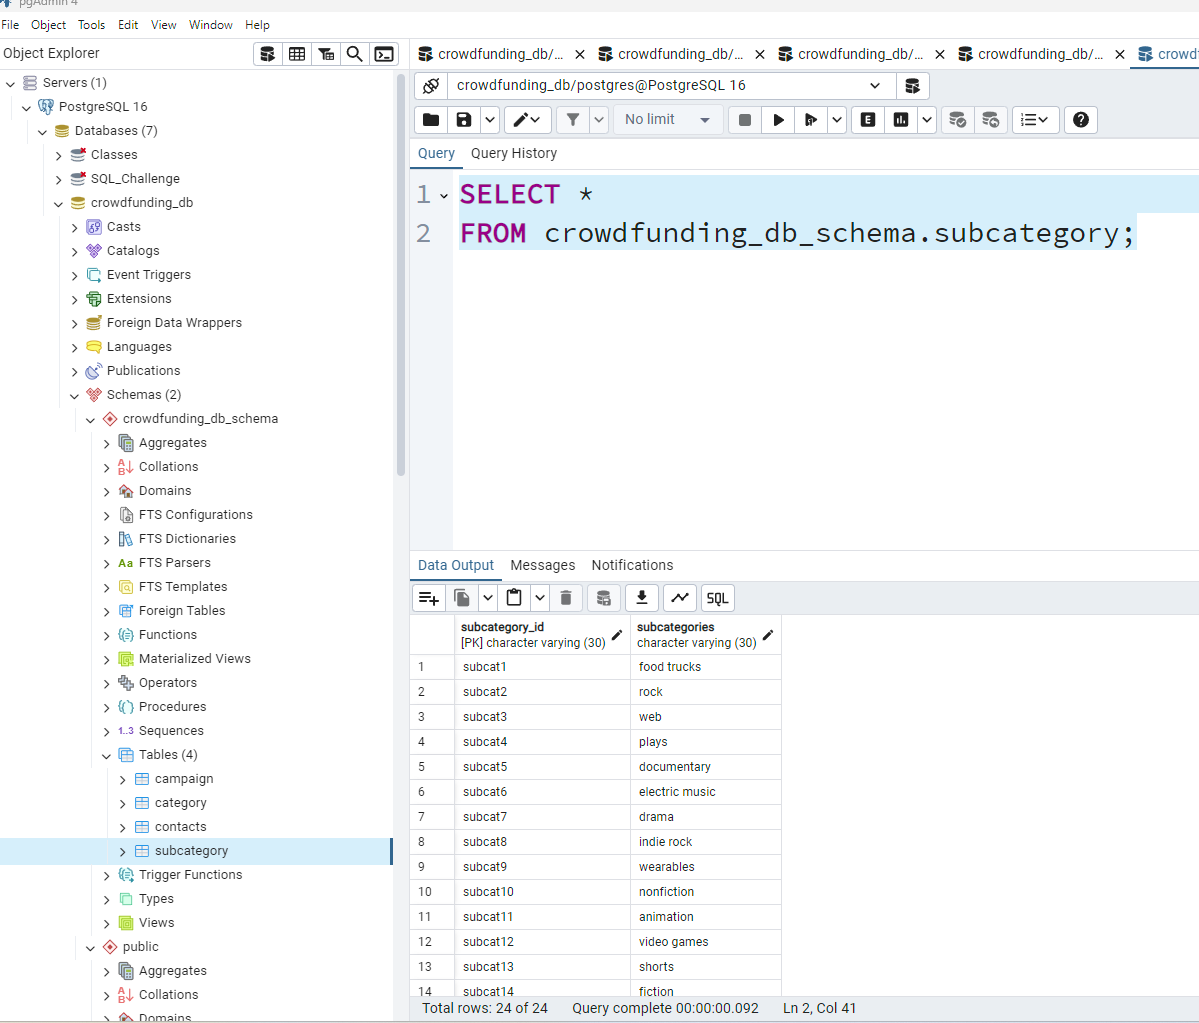 pgAdmin 4
File Object Tools Edit View Window Help
Object Explorer
Servers (1)
PostgreSQL 16
Databases (7)
Classes
SQL_Challenge
crowdfunding_db
Casts
Catalogs
Event Triggers
Extensions
Foreign Data Wrappers
Languages
Publications
Schemas (2)
crowdfunding_db_schema
Aggregates
Collations
Domains
FTS Configurations
FTS Dictionaries
Aa FTS Parsers
FTS Templates
Foreign Tables
Functions
Materialized Views
Operators
Procedures
1..3 Sequences
Tables (4)
campaign
category
contacts
subcategory
Trigger Functions
Types
Views
public
Aggregates
Collations
Domains
crowdfunding_db/... crowdfunding_db/... crowdfunding_db/... crowdfunding_db/... crowdf
crowdfunding_db/postgres@PostgreSQL 16
No limit
E
Query Query History
1 SELECT *
2 FROM crowdfunding_db_schema.subcategory;
Data Output Messages Notifications
SQL
subcategory_id subcategories
[PK] character varying (30) character varying (30)
1 subcat1 food trucks
2 subcat2 rock
3 subcat3 web
4 subcat4 plays
5 subcat5 documentary
6 subcat6 electric music
7 subcat7 drama
8 subcat8 indie rock
9 subcat9 wearables
10 subcat10 nonfiction
11 subcat11 animation
12 subcat12 video games
13 subcat13 shorts
14 subcat14 fiction
Total rows: 24 of 24 Query complete 00:00:00.092 Ln 2, Col 41